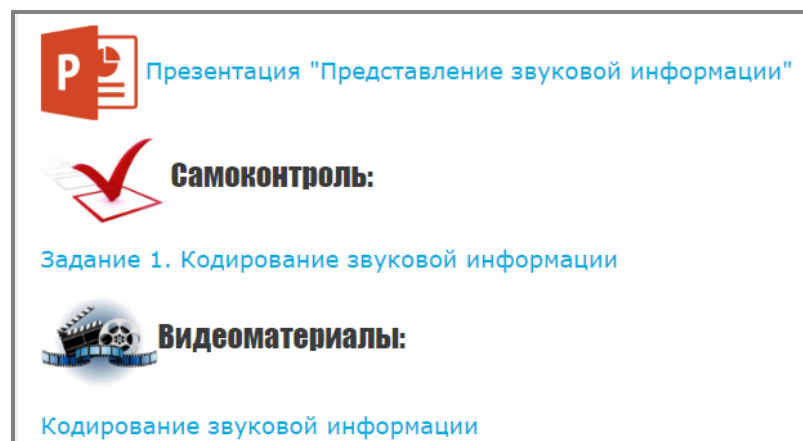 P
Презентация "Представление звуковой информации"
Самоконтроль:
Задание 1. Кодирование звуковой информации
Видеоматериалы:
Кодирование звуковой информации